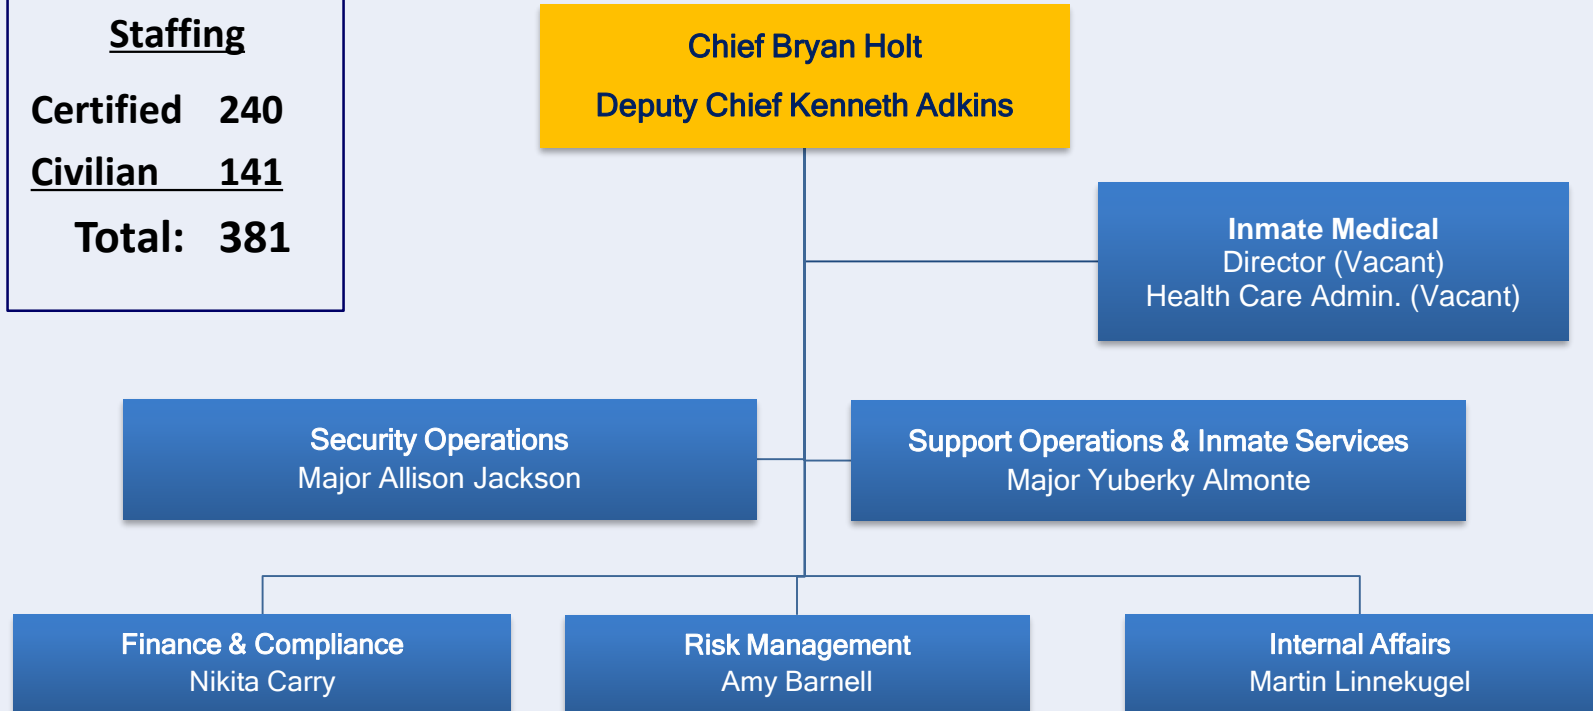 Staffing
Certified 240
Civilian 141
Total: 381
Chief Bryan Holt
Deputy Chief Kenneth Adkins
Inmate Medical
Director (Vacant)
Health Care Admin. (Vacant)
Security Operations
Major Allison Jackson
Support Operations & Inmate Services
Major Yuberky Almonte
Finance & Compliance
Nikita Carry
Risk Management
Amy Barnell
Internal Affairs
Martin Linnekugel